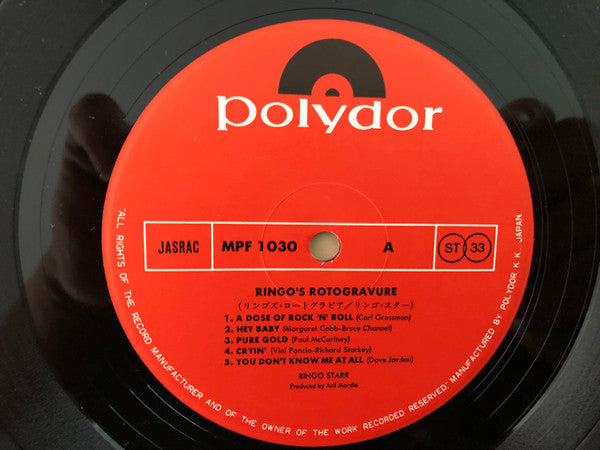 polydor
JASRAC MPF 1030 A ST 33
RINGO'S ROTOGRAVURE
(リンゴズ・ロートグラビア/リンゴ・スター)
1. A DOSE OF ROCK 'N' ROLL (Carl Grossman)
2. HEY BABY (Margaret Cobb-Bruce Channel)
3. PURE GOLD (Paul McCartney)
4. CRYIN' (Vini Poncia-Richard Starkey)
5. YOU DON'T KNOW ME AT ALL (Dave Jordan)
RINGO STARR
Produced by Arif Mardin
ALL RIGHTS OF THE RECORD MANUFACTURER AND OF THE OWNER OF THE WORK RECORDED RESERVED: MANUFACTURED BY POLYDOR K.K., JAPAN.